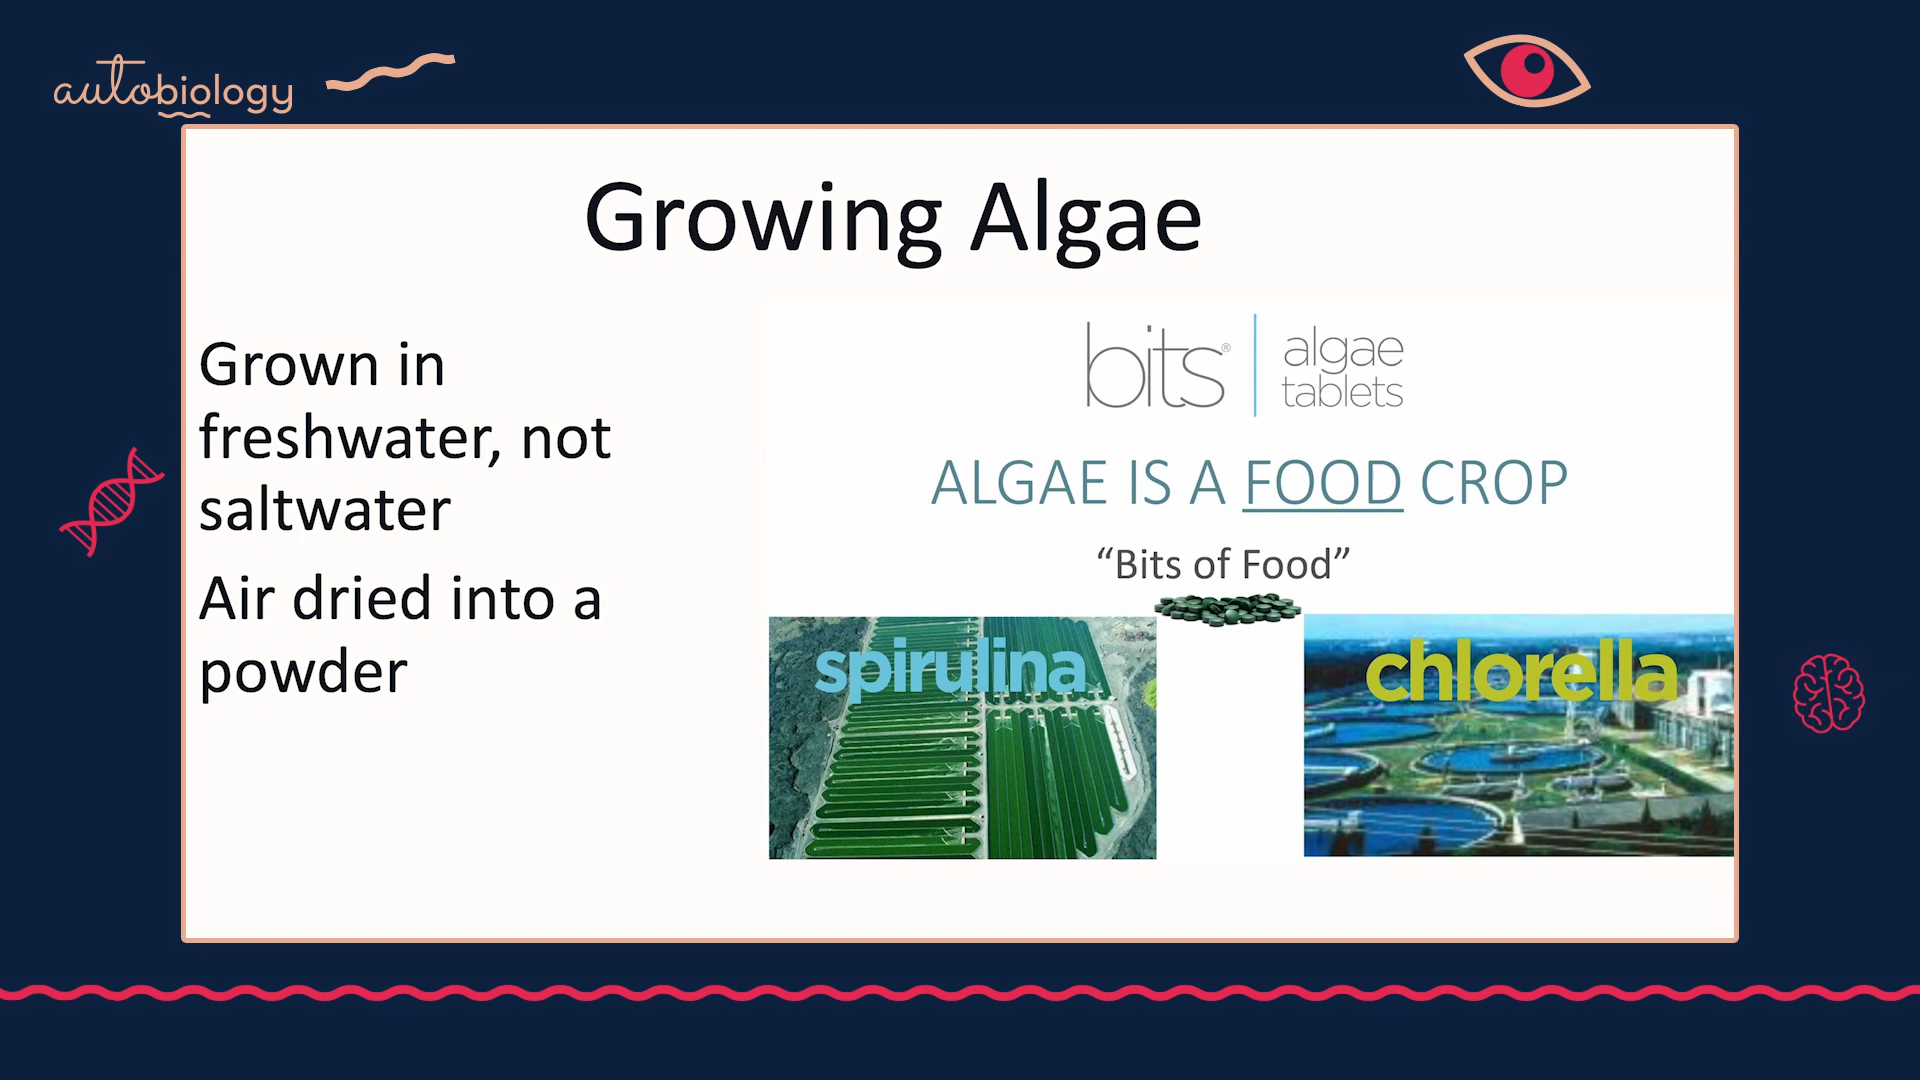 autobiology
Growing Algae
Grown in
freshwater, not
saltwater
Air dried into a
powder
bits® | algae
tablets
ALGAE IS A FOOD CROP
“Bits of Food”
spirulina
chlorella